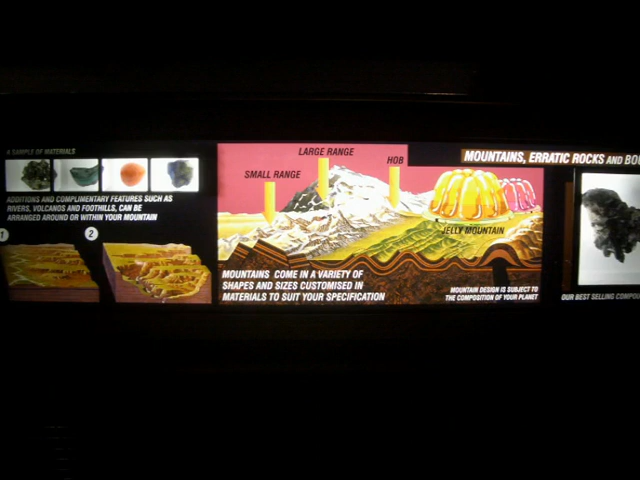 A SAMPLE OF MATERIALS
ADDITIONS AND COMPLIMENTARY FEATURES SUCH AS
RIVERS, VOLCANOS AND FOOTHILLS, CAN BE
ARRANGED AROUND OR WITHIN YOUR MOUNTAIN
1
2
SMALL RANGE
LARGE RANGE
HOB
JELLY MOUNTAIN
MOUNTAINS COME IN A VARIETY OF
SHAPES AND SIZES CUSTOMISED IN
MATERIALS TO SUIT YOUR SPECIFICATION
MOUNTAIN DESIGN IS SUBJECT TO
THE COMPOSITION OF YOUR PLANET
MOUNTAINS, ERRATIC ROCKS AND BO
OUR BEST SELLING COMPOU